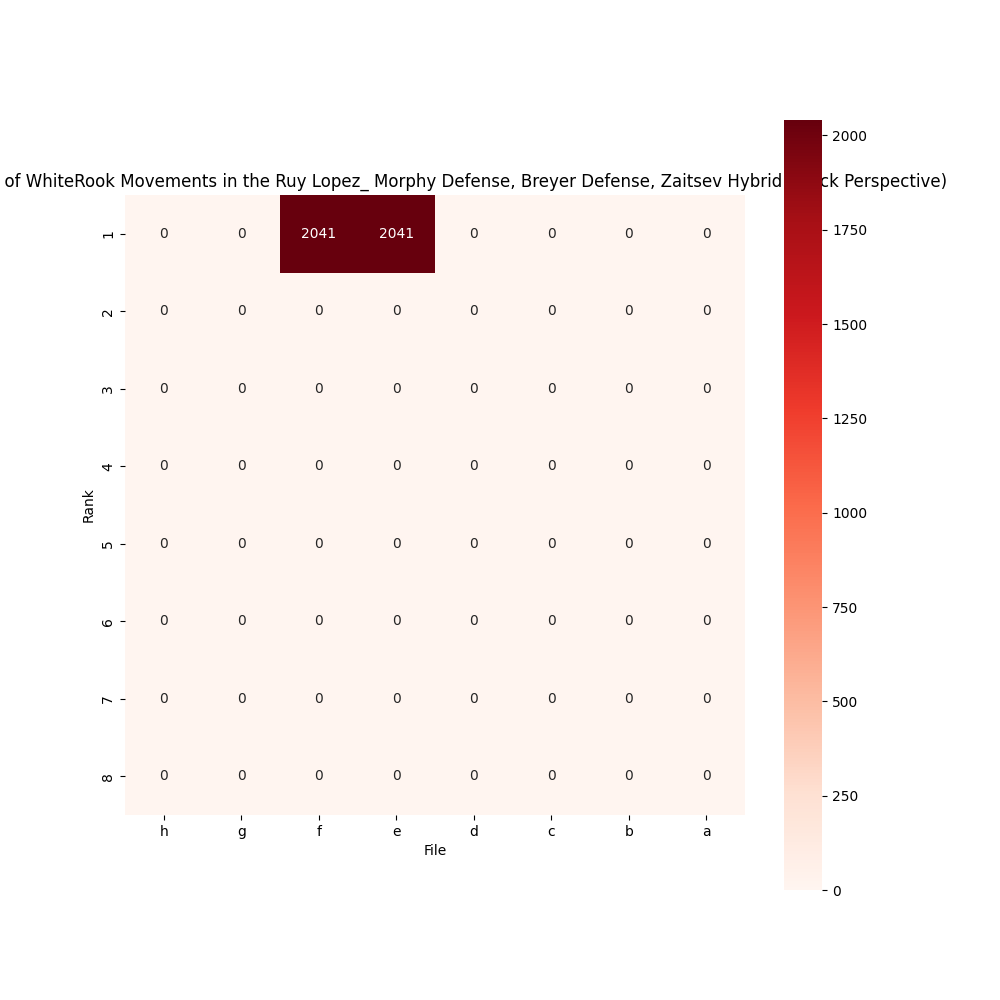 of WhiteRook Movements in the Ruy Lopez_ Morphy Defense, Breyer Defense, Zaitsev Hybrid ck Perspective)
2000
1 0 0 2041 2041 0 0 0 0
1750
2 0 0 0 0 0 0 0 0
1500
3 0 0 0 0 0 0 0 0
1250
4 0 0 0 0 0 0 0 0
Rank
1000
5 0 0 0 0 0 0 0 0
750
6 0 0 0 0 0 0 0 0
7 0 0 0 0 0 0 0 0
500
8 0 0 0 0 0 0 0 0
250
h g f e d c b a
File
0